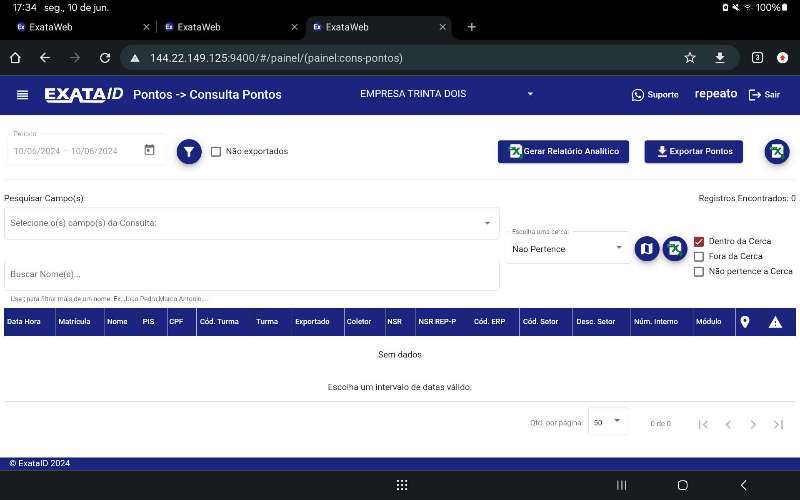 17:34 seg., 10 de jun. 100%
ExataWeb ExataWeb ExataWeb
144.22.149.125:9400/#/painel/(painel:cons-pontos) 3
EXATAID Pontos -> Consulta Pontos EMPRESA TRINTA DOIS Suporte repeato Sair
Período
10/06/2024 – 10/06/2024 Não exportados Gerar Relatório Analítico Exportar Pontos
Pesquisar Campo(s) Registros Encontrados: 0
Selecione o(s) campo(s) da Consulta:
Escolha uma cerca:
Nao Pertence
Dentro da Cerca
Fora da Cerca
Não pertence a Cerca
Buscar Nome(s)...
Use ; para filtrar mais de um nome. Ex: Joao Pedro;Marco Antonio;...
Data Hora Matrícula Nome PIS CPF Cód. Turma Turma Exportado Coletor NSR NSR REP-P Cód. ERP Cód. Setor Desc. Setor Núm. Interno Módulo
Sem dados
Escolha um intervalo de datas válido.
Qtd. por página: 50 0 de 0
© ExataID 2024